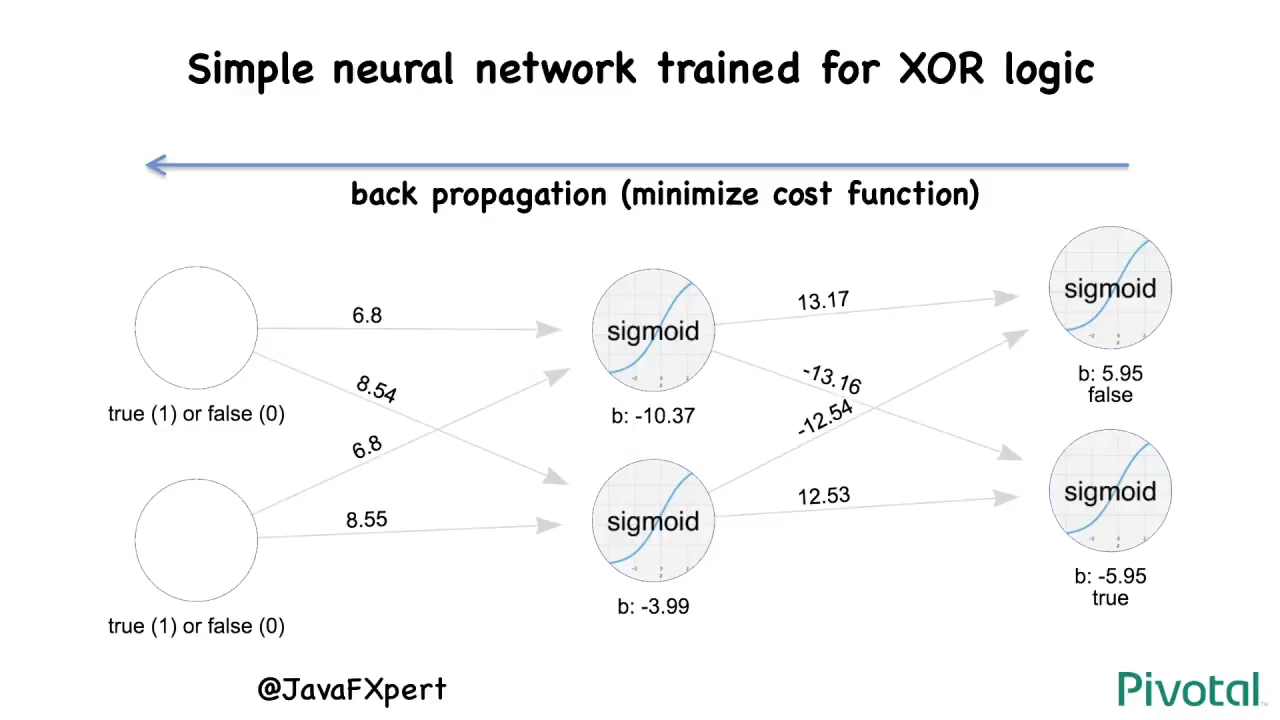 Simple neural network trained for XOR logic
back propagation (minimize cost function)
6.8
8.54
6.8
8.55
true (1) or false (0)
true (1) or false (0)
sigmoid
b: -10.37
sigmoid
b: -3.99
13.17
-13.16
-12.54
12.53
sigmoid
b: 5.95
false
sigmoid
b: -5.95
true
@JavaFXpert
Pivotal